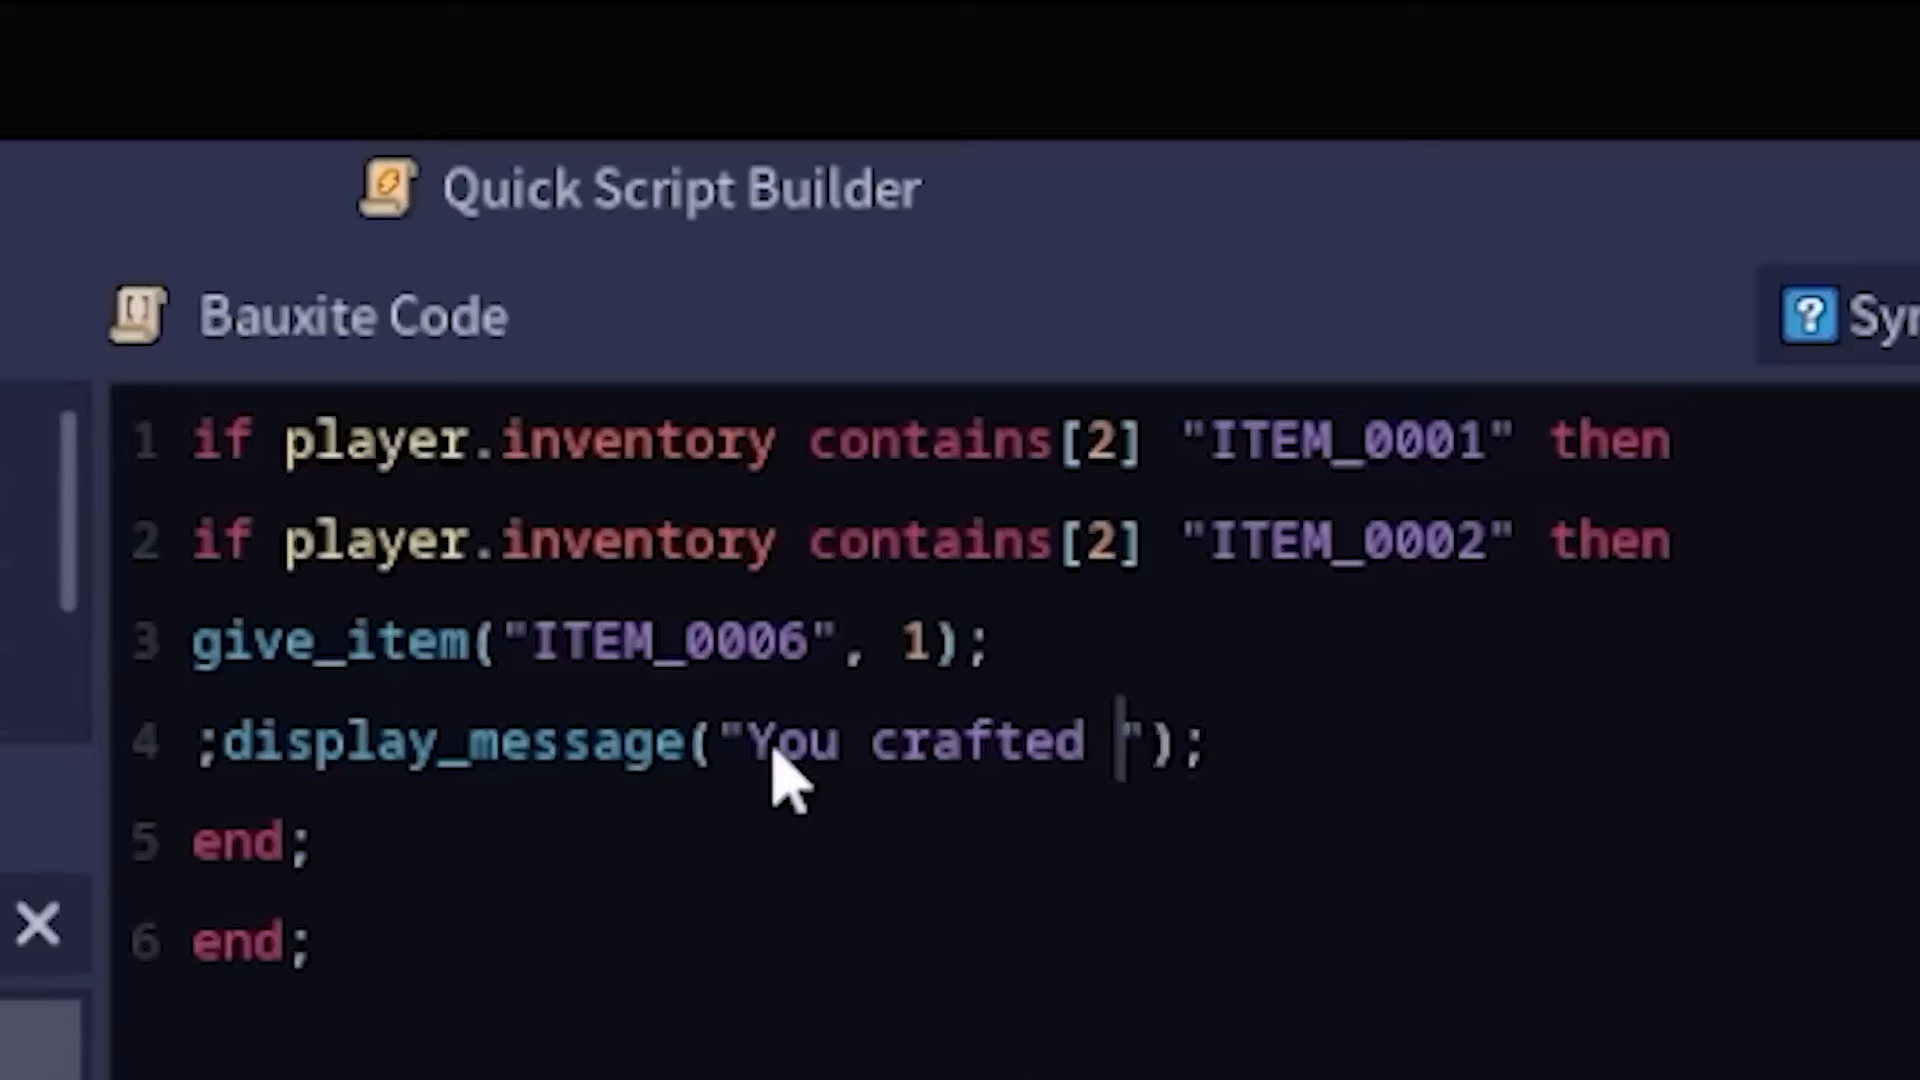 Quick Script Builder
Bauxite Code
1 if player.inventory contains[2] "ITEM_0001" then
2 if player.inventory contains[2] "ITEM_0002" then
3 give_item("ITEM_0006", 1);
4 ;display_message("You crafted ");
5 end;
6 end;